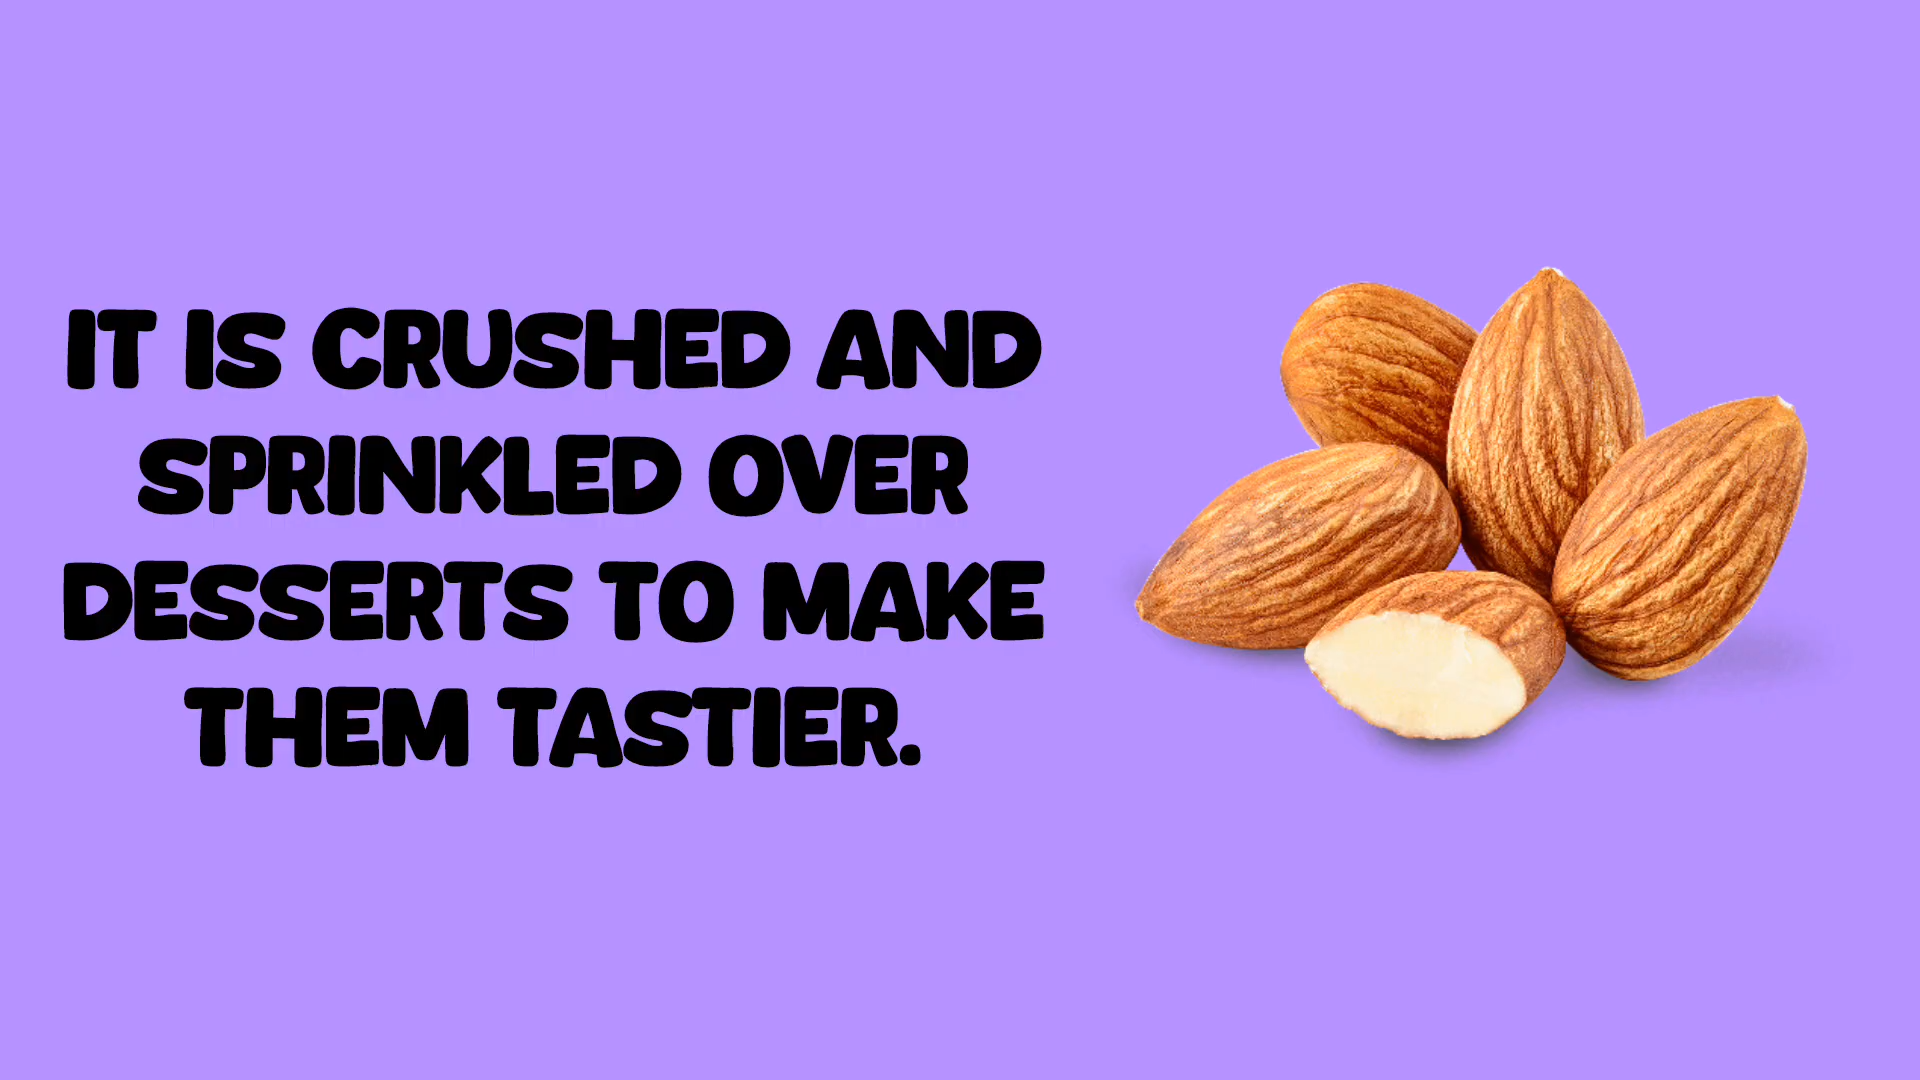 IT IS CRUSHED AND
SPRINKLED OVER
DESSERTS TO MAKE
THEM TASTIER.